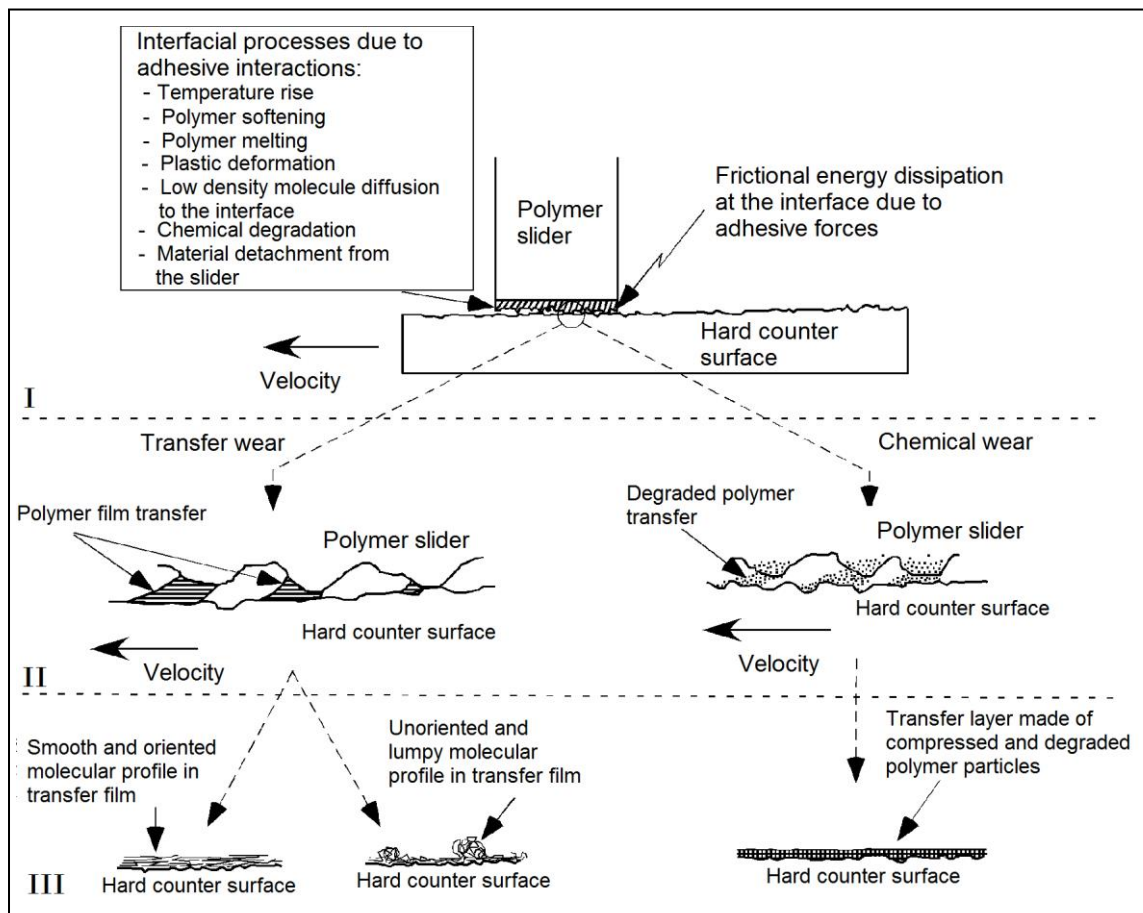 Interfacial processes due to
adhesive interactions:
- Temperature rise
- Polymer softening
- Polymer melting
- Plastic deformation
- Low density molecule diffusion
to the interface
- Chemical degradation
- Material detachment from
the slider
Polymer
slider
Frictional energy dissipation
at the interface due to
adhesive forces
Hard counter
surface
Velocity
I
Transfer wear
Chemical wear
Polymer film transfer
Polymer slider
Hard counter surface
Velocity
Degraded polymer
transfer
Polymer slider
Hard counter surface
Velocity
II
Smooth and oriented
molecular profile in
transfer film
Unoriented and
lumpy molecular
profile in transfer film
Transfer layer made of
compressed and degraded
polymer particles
III
Hard counter surface
Hard counter surface
Hard counter surface